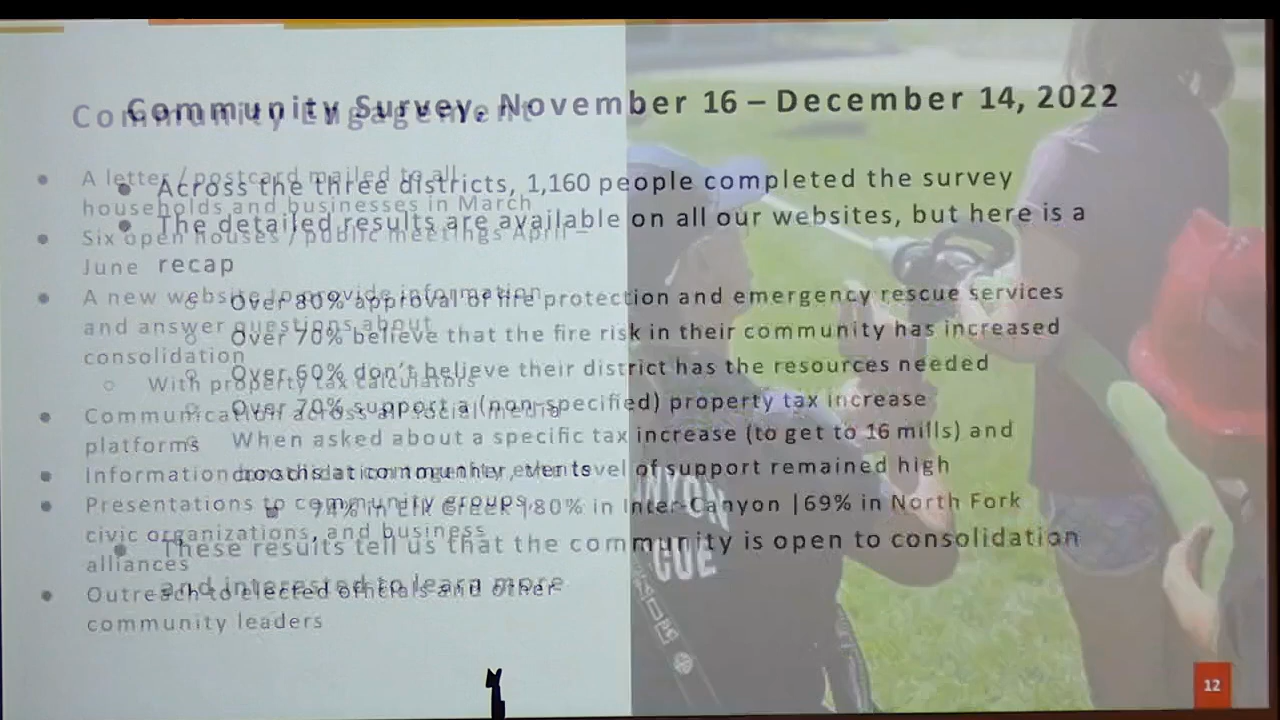 Community Survey, November 16 – December 14, 2022
• Across the three districts, 1,160 people completed the survey
• The detailed results are available on all our websites, but here is a
recap
○ Over 80% approval of fire protection and emergency rescue services
○ Over 70% believe that the fire risk in their community has increased
○ Over 60% don't believe their district has the resources needed
○ Over 70% support a (non-specified) property tax increase
○ When asked about a specific tax increase (to get to 16 mills) and
consolidation together, the level of support remained high
■ 74% in Elk Creek | 80% in Inter-Canyon | 69% in North Fork
• These results tell us that the community is open to consolidation
and interested to learn more
Community Engagement
• A letter / postcard mailed to all
households and businesses in March
• Six open houses / public meetings April –
June
• A new website to provide information
and answer questions about
consolidation
○ With property tax calculators
• Communication across all social media
platforms
• Information booths at community events
• Presentations to community groups,
civic organizations, and business
alliances
• Outreach to elected officials and other
community leaders
NYON
CUE
12